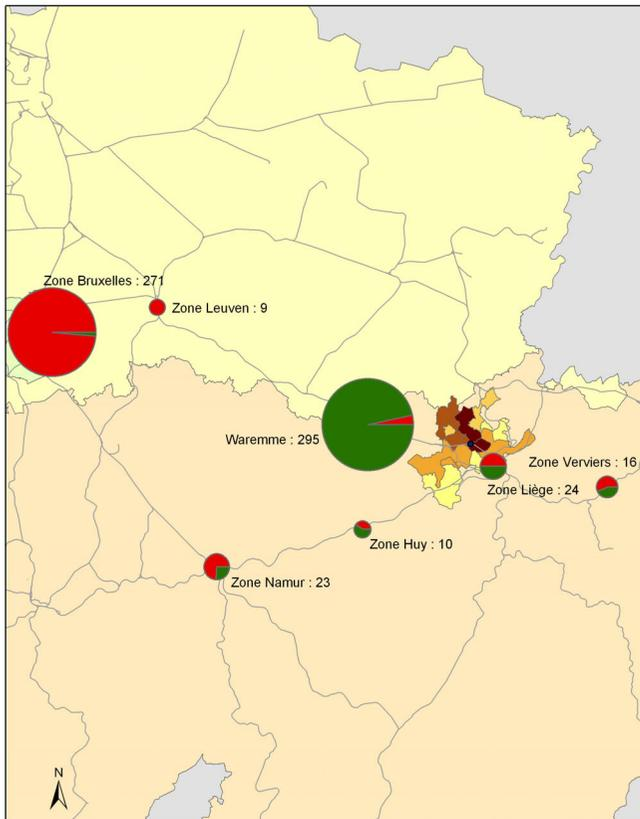 Zone Bruxelles : 271
Zone Leuven : 9
Waremme : 295
Zone Verviers : 16
Zone Liège : 24
Zone Huy : 10
Zone Namur : 23
N